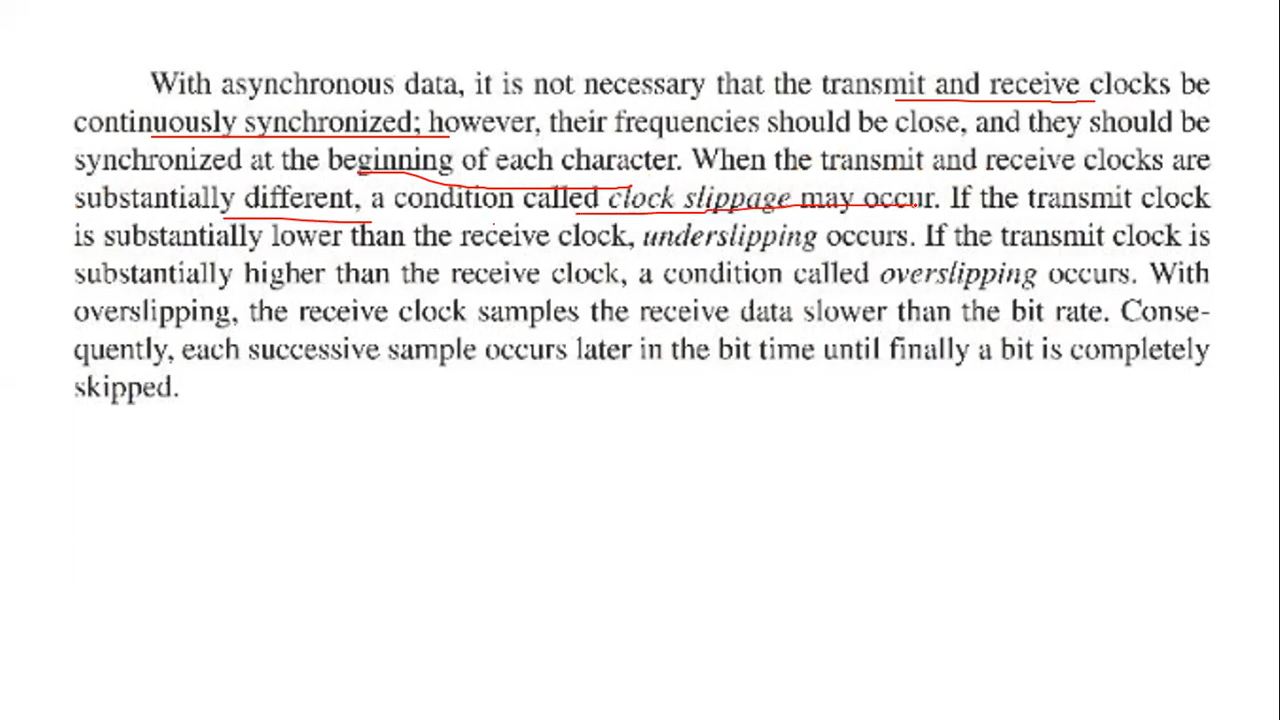 With asynchronous data, it is not necessary that the transmit and receive clocks be
continuously synchronized; however, their frequencies should be close, and they should be
synchronized at the beginning of each character. When the transmit and receive clocks are
substantially different, a condition called clock slippage may occur. If the transmit clock
is substantially lower than the receive clock, underslipping occurs. If the transmit clock is
substantially higher than the receive clock, a condition called overslipping occurs. With
overslipping, the receive clock samples the receive data slower than the bit rate. Conse-
quently, each successive sample occurs later in the bit time until finally a bit is completely
skipped.